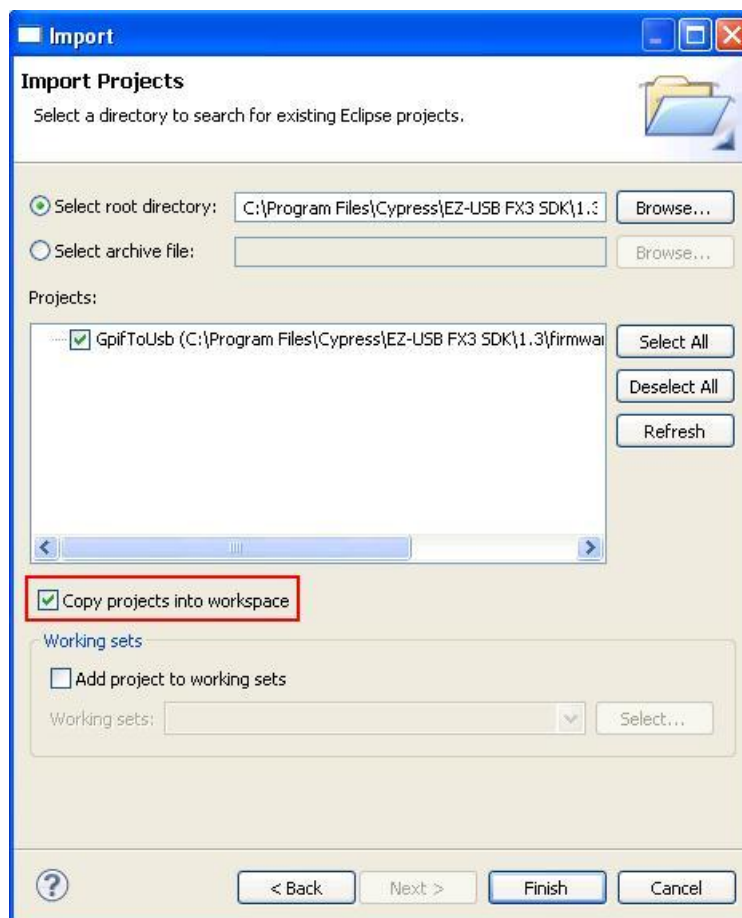 Import
Import Projects
Select a directory to search for existing Eclipse projects.
Select root directory: C:\Program Files\Cypress\EZ-USB FX3 SDK\1.3 Browse...
Select archive file: Browse...
Projects:
GpifToUsb (C:\Program Files\Cypress\EZ-USB FX3 SDK\1.3\firmwar Select All
Deselect All
Refresh
Copy projects into workspace
Working sets
Add project to working sets
Working sets: Select...
? < Back Next > Finish Cancel